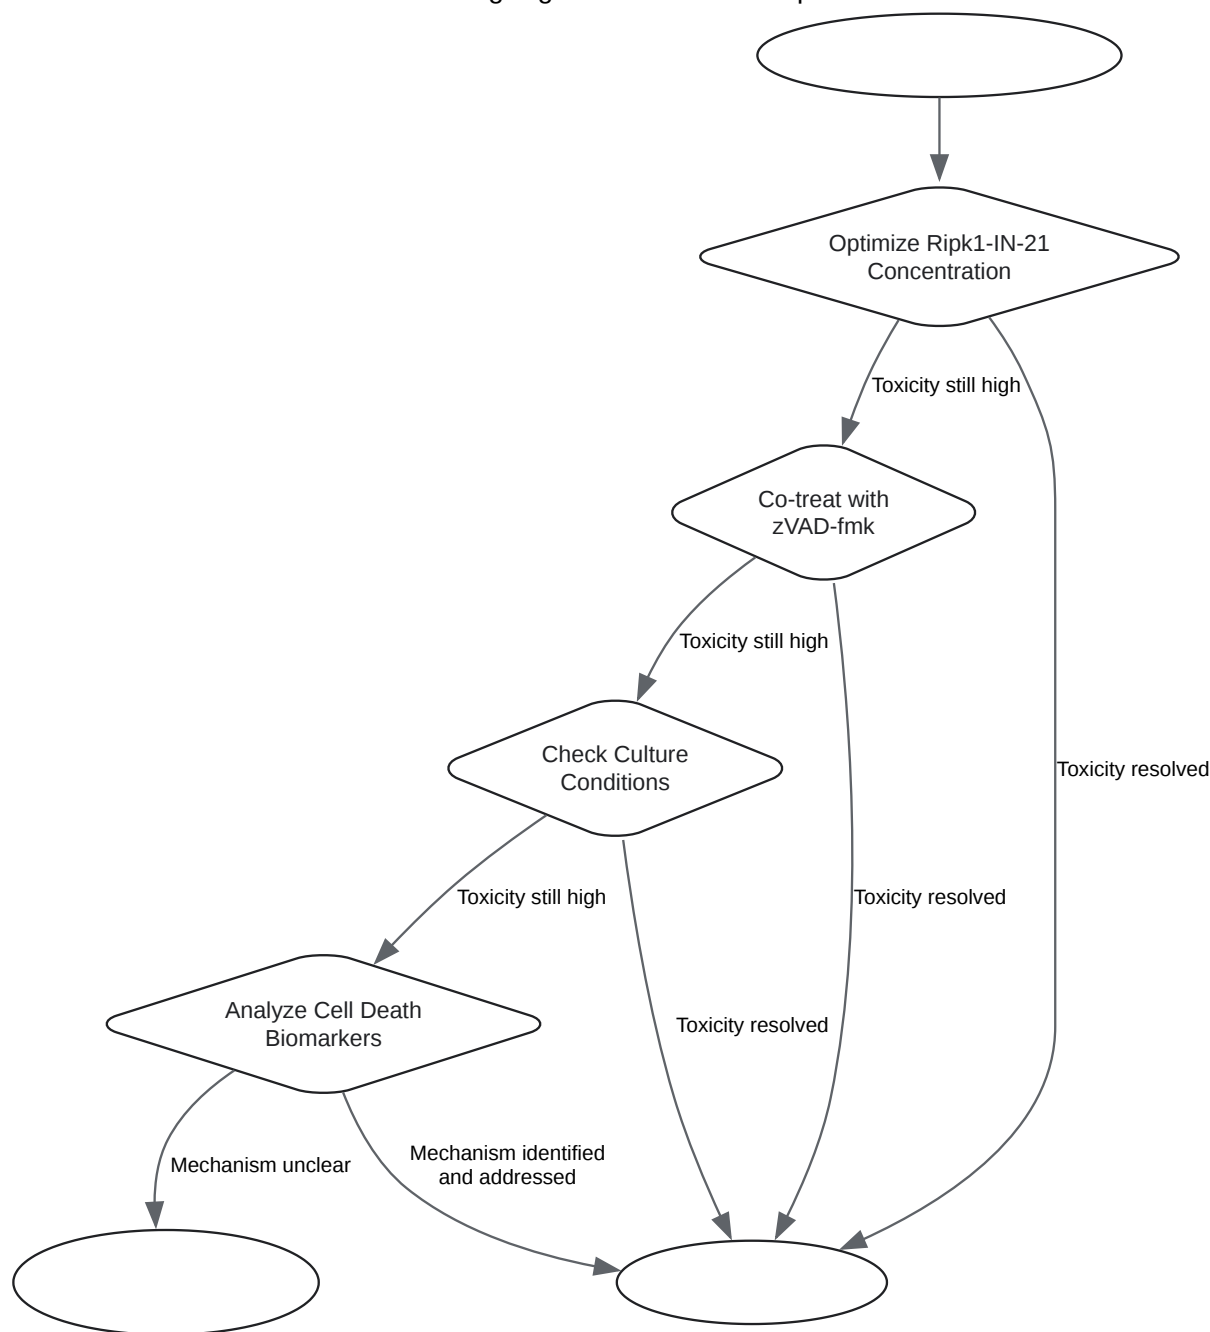 Optimize Ripk1-IN-21
Concentration
Toxicity still high
Co-treat with
zVAD-fmk
Toxicity still high
Check Culture
Conditions
Toxicity resolved
Toxicity still high
Toxicity resolved
Analyze Cell Death
Biomarkers
Toxicity resolved
Mechanism unclear
Mechanism identified
and addressed